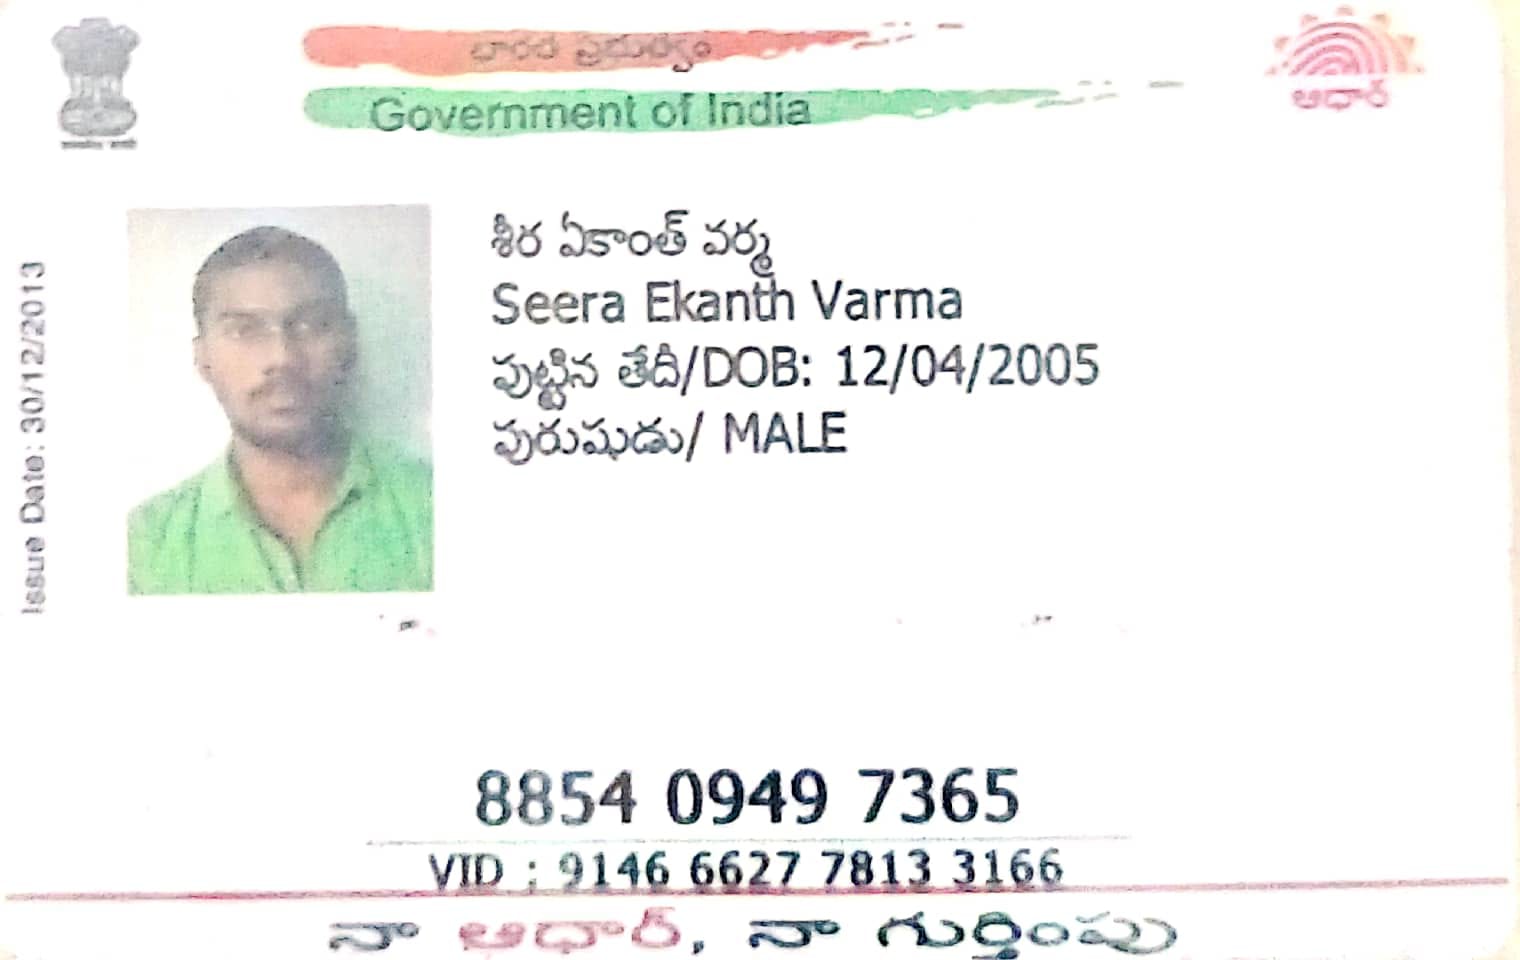 భారత ప్రభుత్వం
Government of India
ఆధార్
Issue Date: 30/12/2013
శీర ఏకాంత్ వర్మ
Seera Ekanth Varma
పుట్టిన తేదీ/DOB: 12/04/2005
పురుషుడు/ MALE
8854 0949 7365
VID : 9146 6627 7813 3166
నా ఆధార్, నా గుర్తింపు